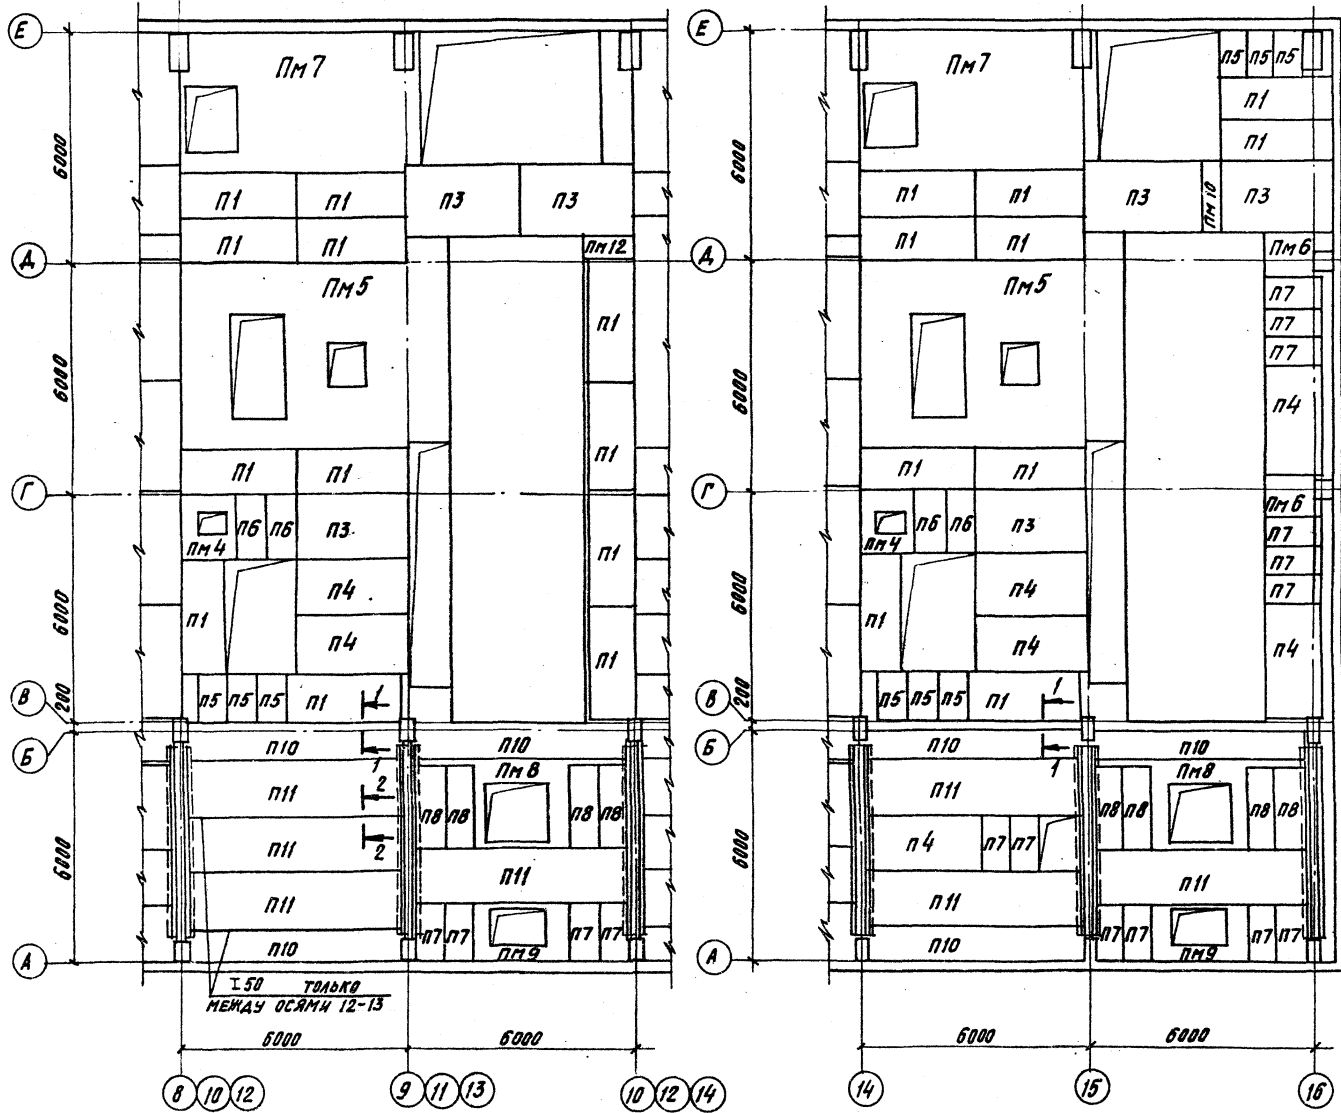 Е
Пм7
6000
П1 П1 П3 П3
П1 П1 Пм12
Д
Пм5
П1
6000
П1 П1 П1
Г
П6 П6 П3
Пм4
П1
П4
6000
П1 П4 П1
П5 П5 П5 П1 1
200
В
Б
П10 1 П10
Пм8
П11 2
П8 П8 П8 П8
П11 2
6000
П11
П11
П7 П7 П7 П7
П10 Пм9
А
I 50 ТОЛЬКО
МЕЖДУ ОСЯМИ 12-13
6000 6000
8 10 12 9 11 13 10 12 14
Е
Пм7 П5 П5 П5
П1
П1
6000
П1 П1 П3 Пм10 П3
П1 П1 Пм6
Д
Пм5 П7
П7
П7
6000
П4
П1 П1
Г
Пм6
П6 П6 П3
Пм4 П7
П7
П7
6000
П4
П1 П4 П4
П5 П5 П5 П1 1
200
В
Б
П10 1 П10
Пм8
П11
П8 П8 П8 П8
П4 П7 П7
6000
П11
П11
П7 П7 П7 П7
П10 Пм9
А
6000 6000
14 15 16